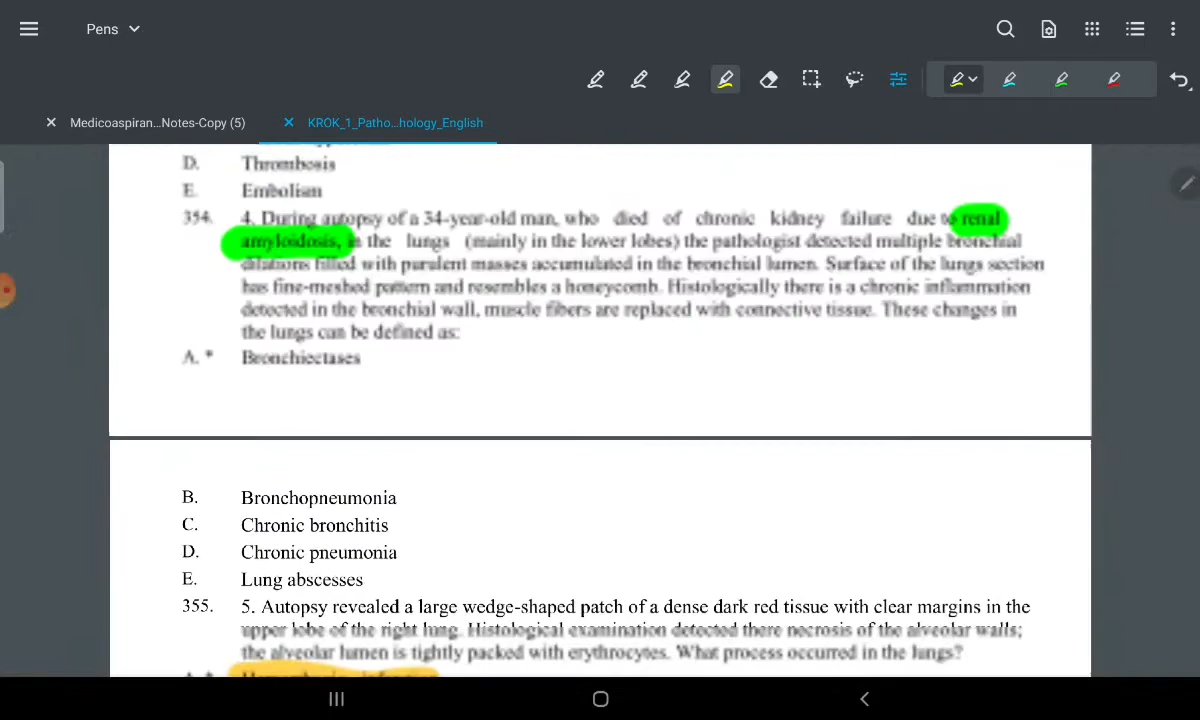 Pens
Medicoaspiran...Notes-Copy (5)
KROK_1_Patho...hology_English
D. Thrombosis
E. Embolism
354. 4. During autopsy of a 34-year-old man, who died of chronic kidney failure due to renal
amyloidosis, in the lungs (mainly in the lower lobes) the pathologist detected multiple bronchial
dilations filled with purulent masses accumulated in the bronchial lumen. Surface of the lungs section
has fine-meshed pattern and resembles a honeycomb. Histologically there is a chronic inflammation
detected in the bronchial wall, muscle fibers are replaced with connective tissue. These changes in
the lungs can be defined as:
A. * Bronchiectases
B. Bronchopneumonia
C. Chronic bronchitis
D. Chronic pneumonia
E. Lung abscesses
355. 5. Autopsy revealed a large wedge-shaped patch of a dense dark red tissue with clear margins in the
upper lobe of the right lung. Histological examination detected there necrosis of the alveolar walls;
the alveolar lumen is tightly packed with erythrocytes. What process occurred in the lungs?
A. *